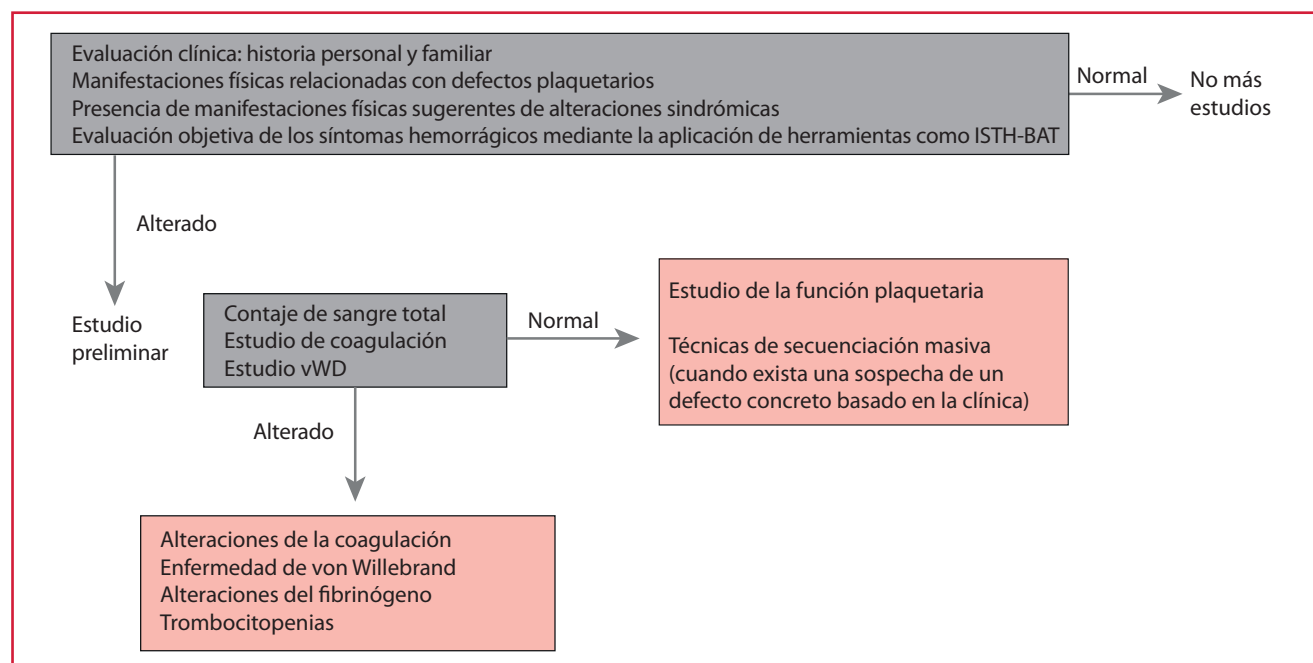 Evaluación clínica: historia personal y familiar
Manifestaciones físicas relacionadas con defectos plaquetarios
Presencia de manifestaciones físicas sugerentes de alteraciones sindrómicas
Evaluación objetiva de los síntomas hemorrágicos mediante la aplicación de herramientas como ISTH-BAT
Normal
No más
estudios
Alterado
Estudio
preliminar
Contaje de sangre total
Estudio de coagulación
Estudio vWD
Normal
Estudio de la función plaquetaria
Técnicas de secuenciación masiva
(cuando exista una sospecha de un
defecto concreto basado en la clínica)
Alterado
Alteraciones de la coagulación
Enfermedad de von Willebrand
Alteraciones del fibrinógeno
Trombocitopenias